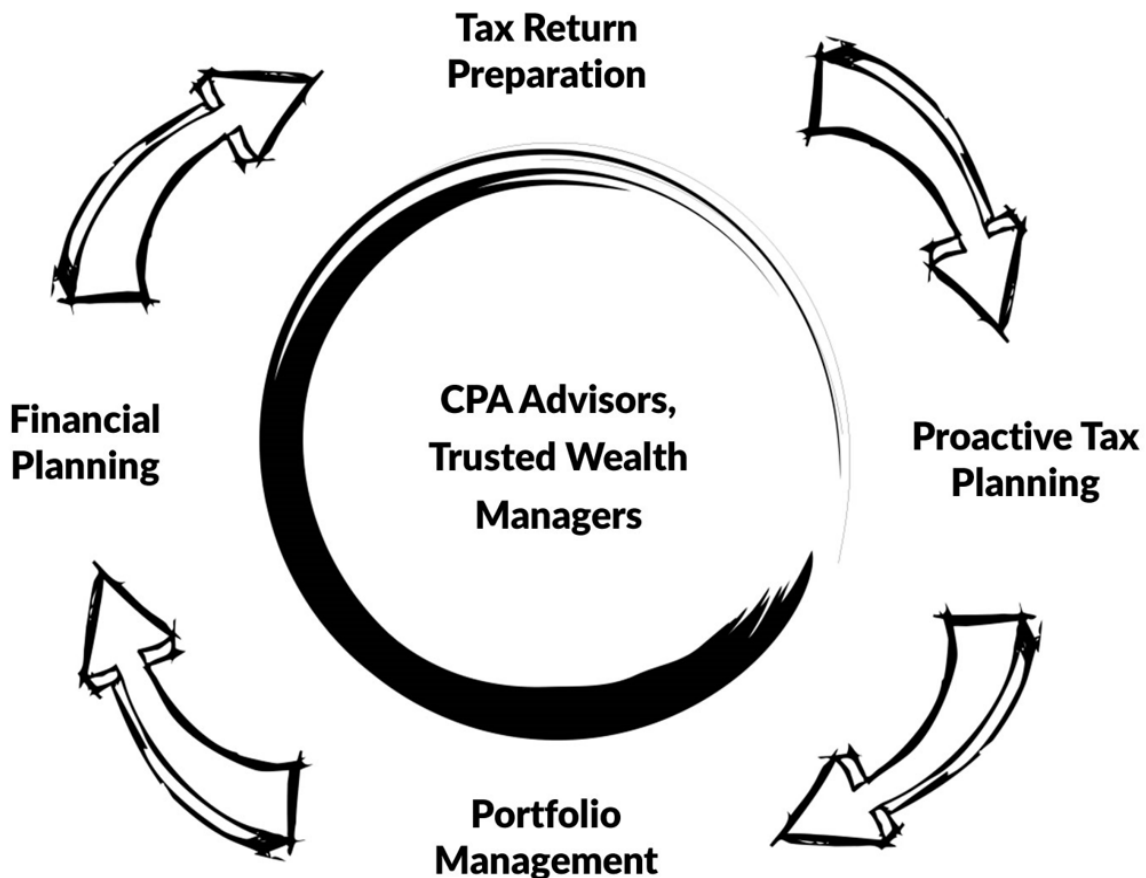 Tax Return
Preparation
Financial
Planning
CPA Advisors,
Trusted Wealth
Managers
Proactive Tax
Planning
Portfolio
Management